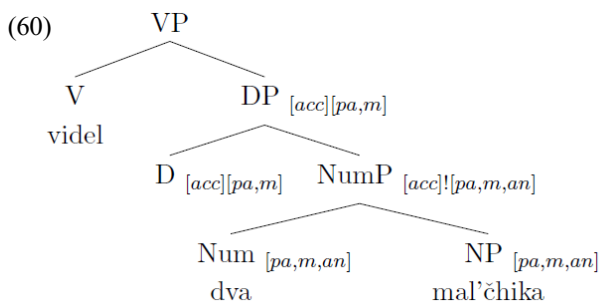 (60) VP
V DP [acc][pa,m]
videl
D [acc][pa,m] NumP [acc]![pa,m,an]
Num [pa,m,an] NP [pa,m,an]
dva mal'čhika